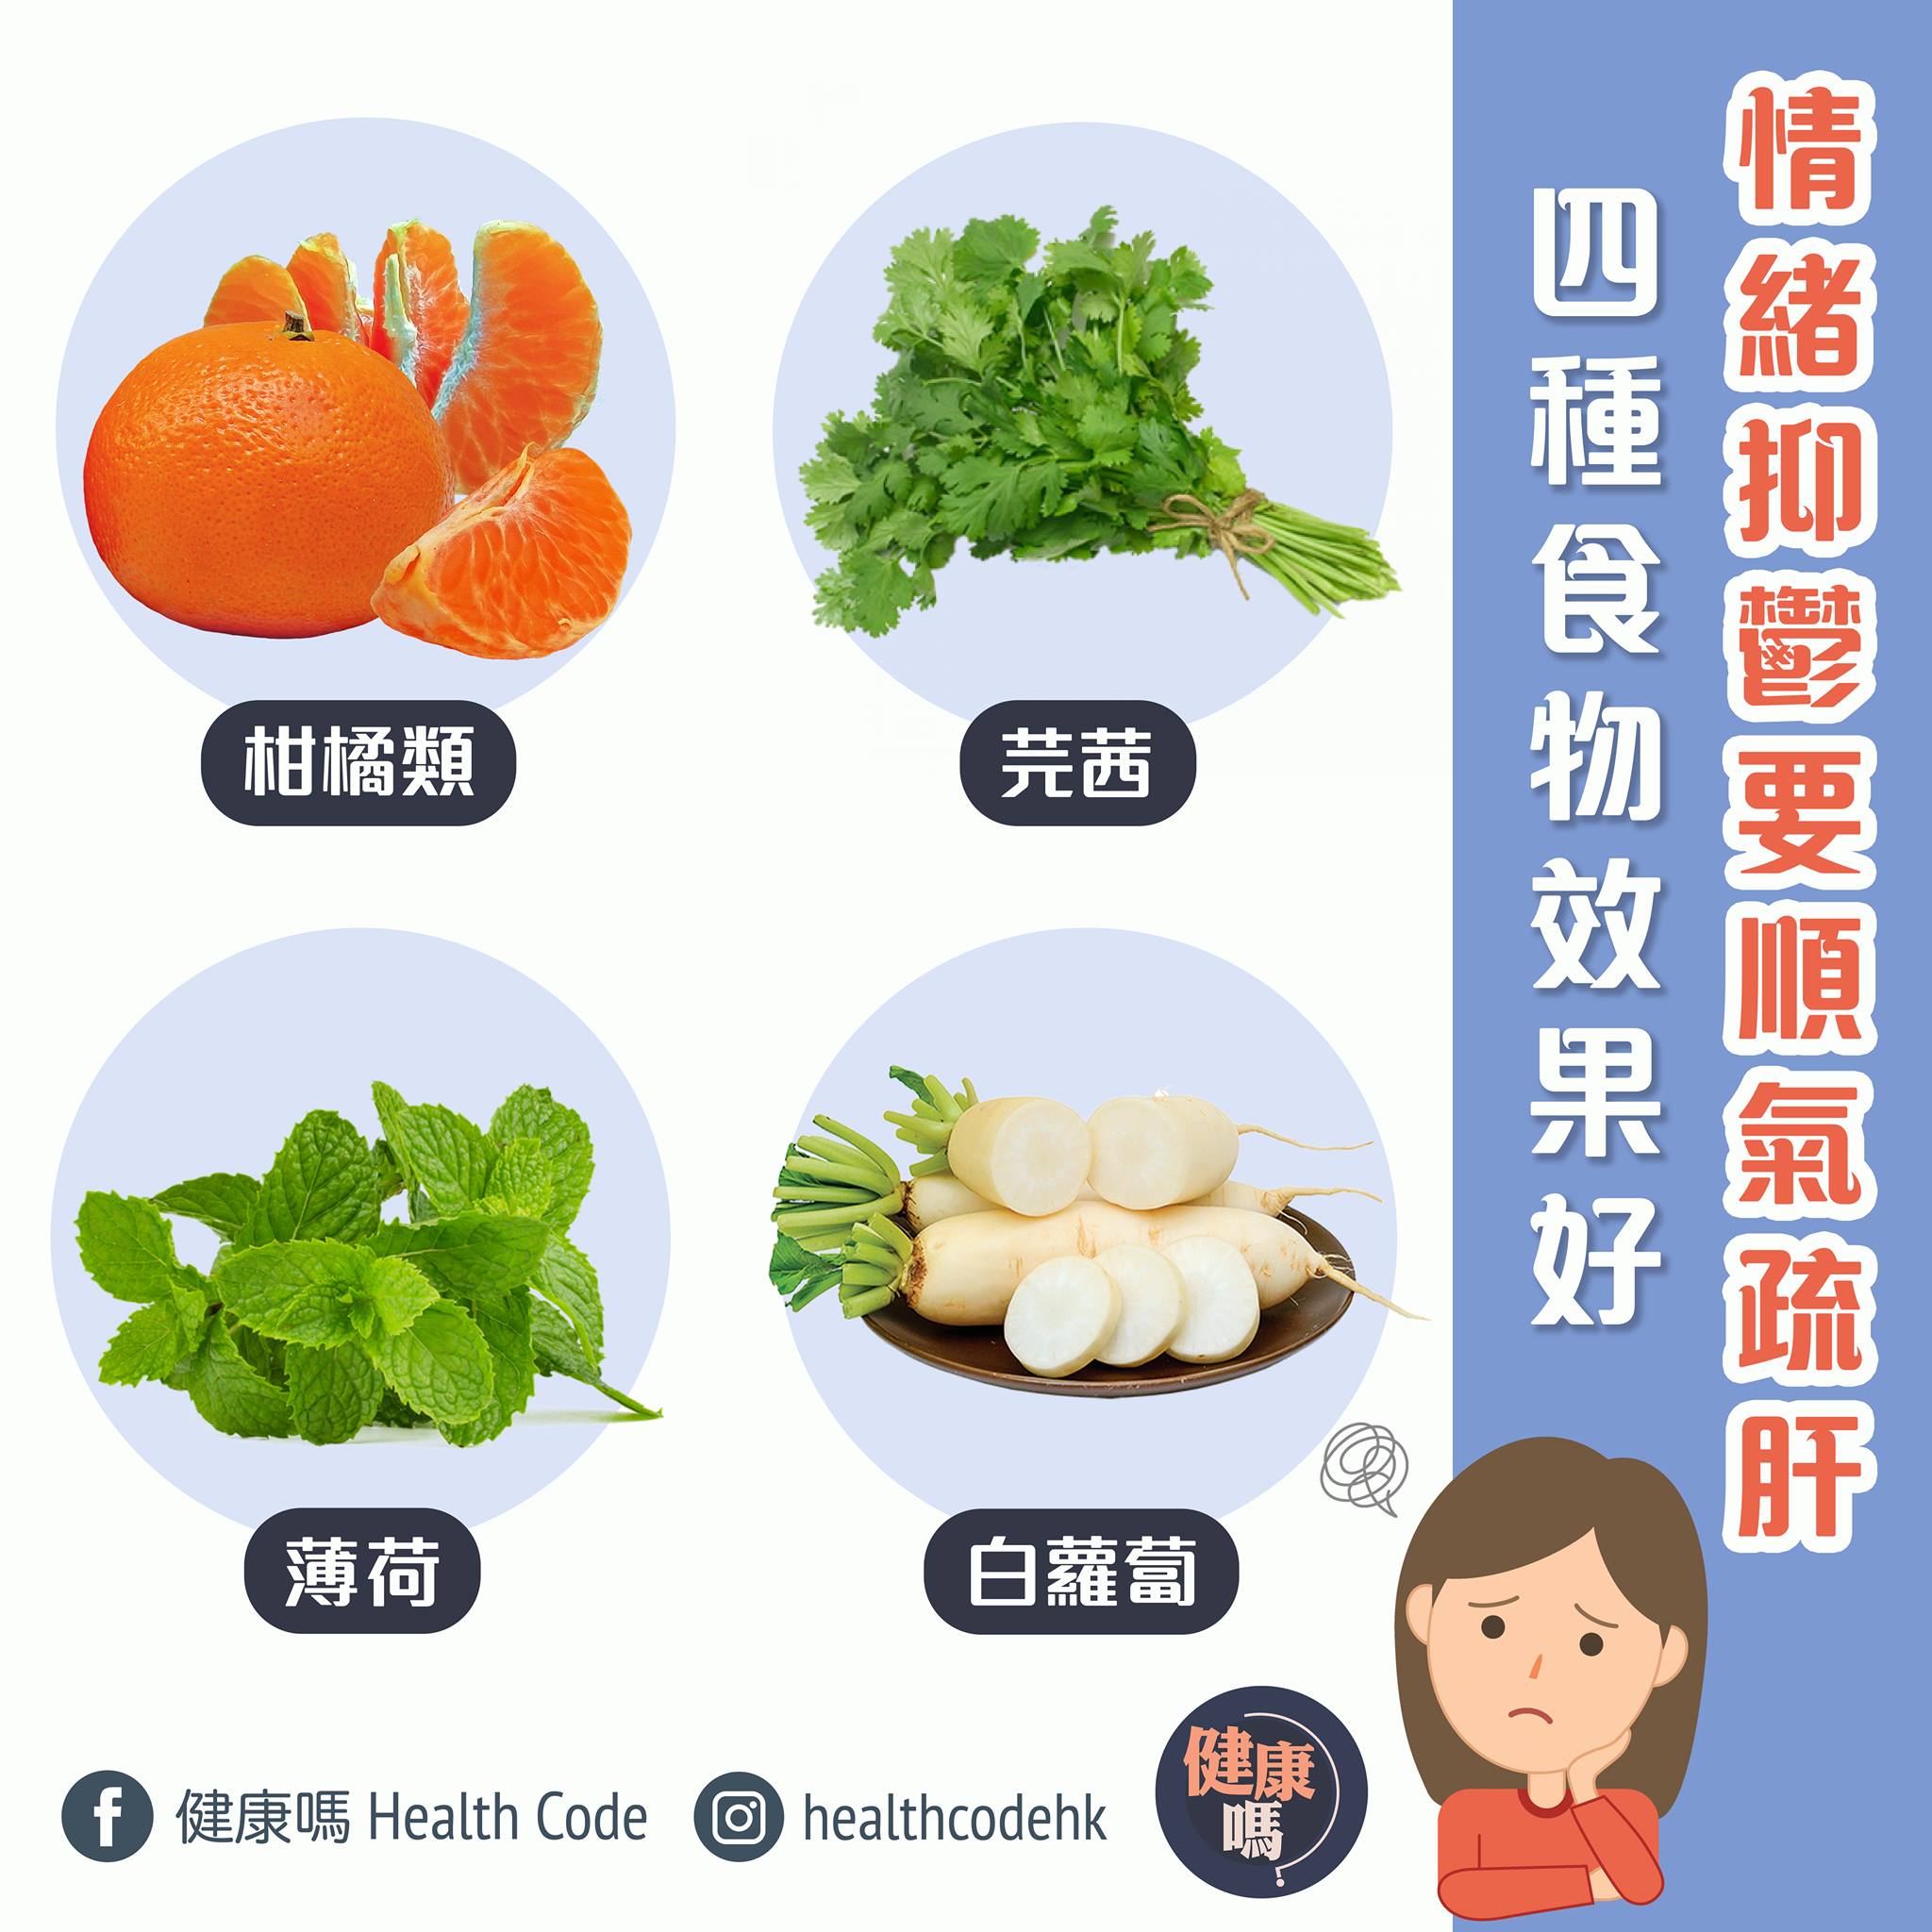 情緒抑鬱要順氣疏肝
四種食物效果好
柑橘類
芫茜
薄荷
白蘿蔔
健康嗎 Health Code
healthcodehk
健康
嗎